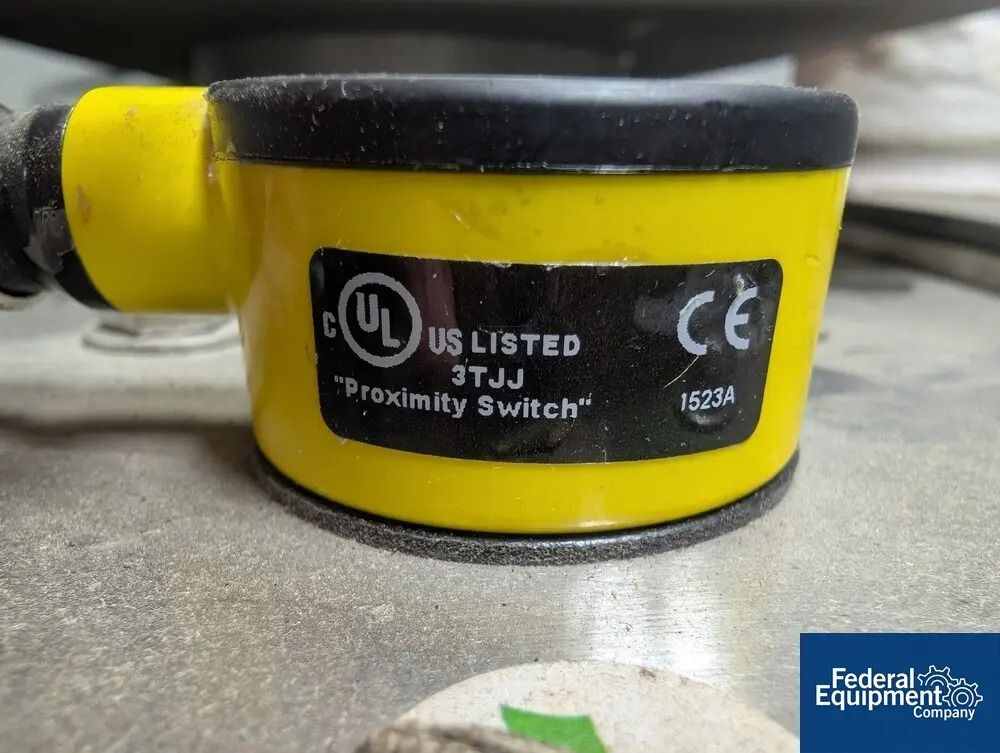 C UL US LISTED
3TJJ
"Proximity Switch"
CE
1523A
Federal
Equipment
Company